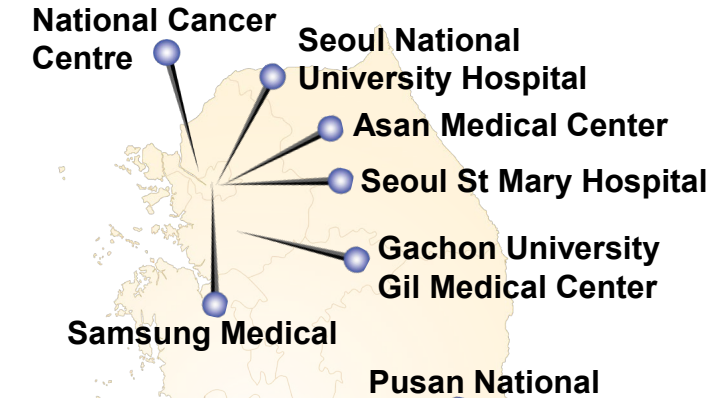 National Cancer
Centre
Seoul National
University Hospital
Asan Medical Center
Seoul St Mary Hospital
Gachon University
Gil Medical Center
Samsung Medical
Pusan National